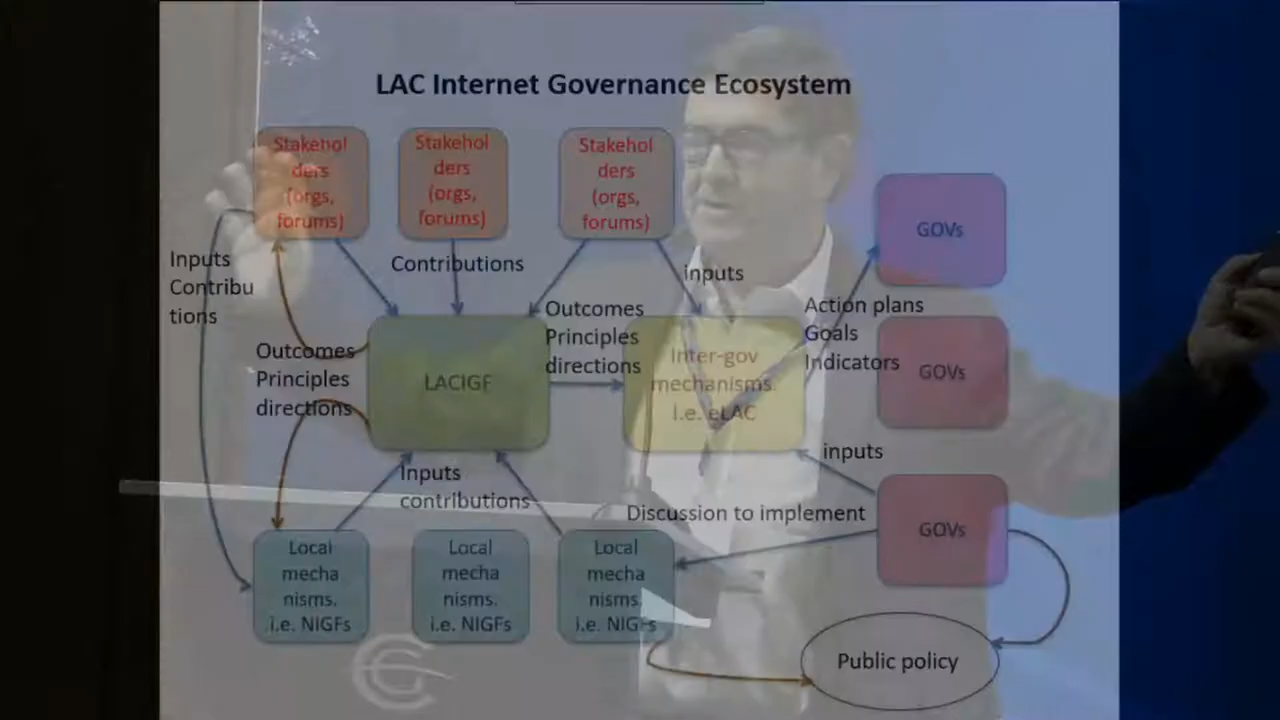 LAC Internet Governance Ecosystem
Stakehol
ders
(orgs,
forums)
Stakehol
ders
(orgs,
forums)
Stakehol
ders
(orgs,
forums)
GOVs
Inputs
Contribu
tions
Contributions
inputs
Outcomes
Principles
directions
Action plans
Goals
Indicators
Outcomes
Principles
directions
LACIGF
Inter-gov
mechanisms.
I.e. eLAC
GOVs
Inputs
contributions
inputs
Discussion to implement
GOVs
Local
mecha
nisms.
i.e. NIGFs
Local
mecha
nisms.
i.e. NIGFs
Local
mecha
nisms.
i.e. NIGFs
Public policy